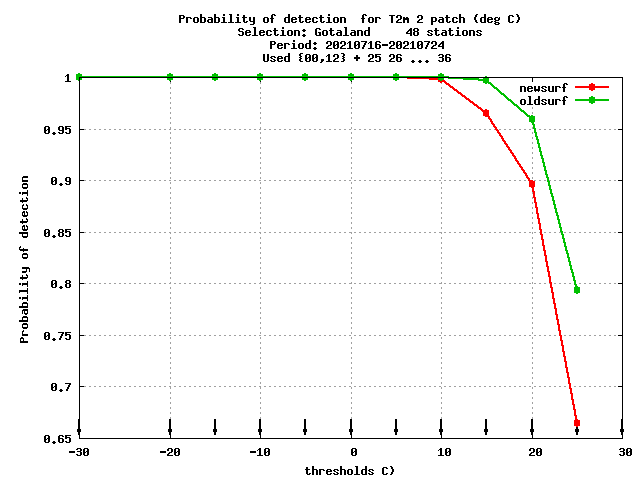 Probability of detection  for T2m 2 patch (deg C)
Selection: Gotaland     48 stations
Period: 20210716-20210724
Used {00,12} + 25 26 ... 36
newsurf
oldsurf
Probability of detection
1
0.95
0.9
0.85
0.8
0.75
0.7
0.65
-30
-20
-10
0
10
20
30
thresholds C)